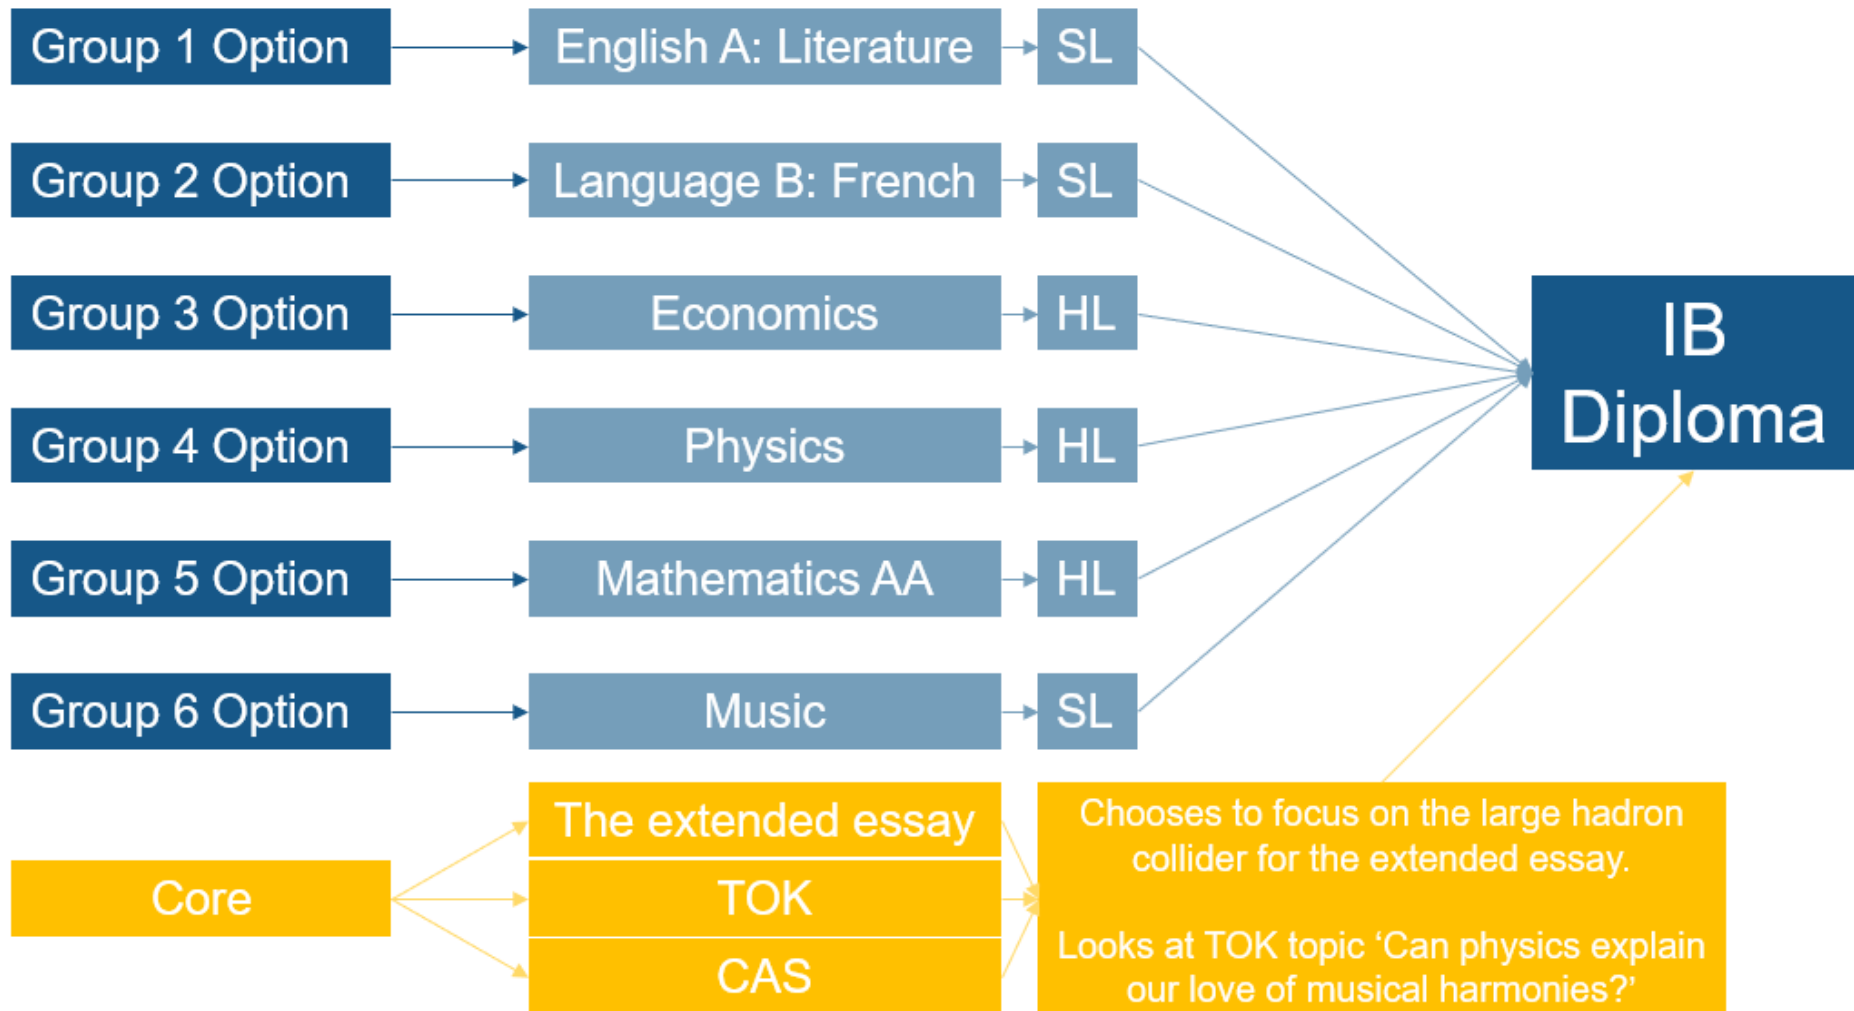 Group 1 Option
English A: Literature
SL
Group 2 Option
Language B: French
SL
Group 3 Option
Economics
HL
IB
Diploma
Group 4 Option
Physics
HL
Group 5 Option
Mathematics AA
HL
Group 6 Option
Music
SL
Core
The extended essay
TOK
CAS
Chooses to focus on the large hadron
collider for the extended essay.
Looks at TOK topic ‘Can physics explain
our love of musical harmonies?’